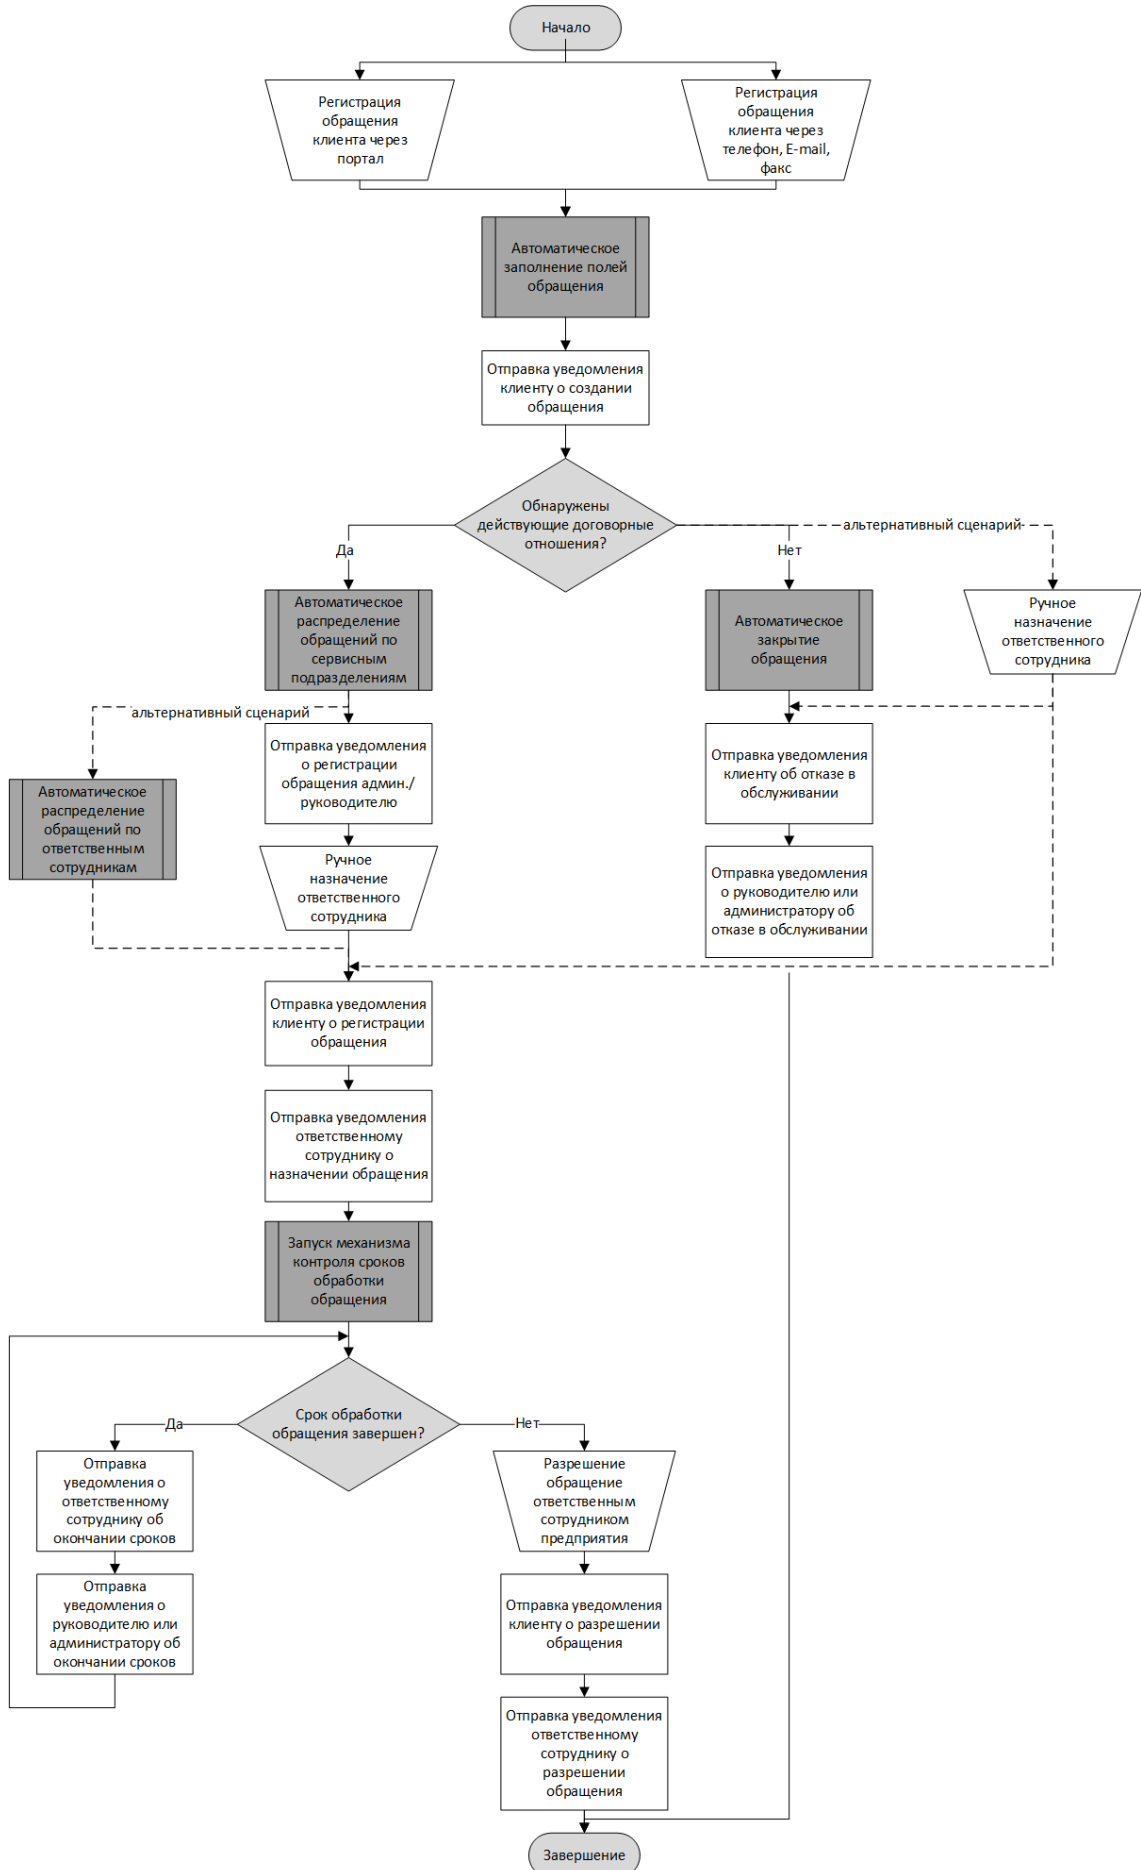 Начало
Регистрация
обращения
клиента через
портал
Регистрация
обращения
клиента через
телефон, E-mail,
факс
Автоматическое
заполнение полей
обращения
Отправка уведомления
клиенту о создании
обращения
Обнаружены
действующие договорные
отношения?
альтернативный сценарий
Да
Нет
Автоматическое
распределение
обращений по
сервисным
подразделениям
Автоматическое
закрытие
обращения
Ручное
назначение
ответственного
сотрудника
альтернативный сценарий
Отправка уведомления
о регистрации
обращения админ./
руководителю
Отправка уведомления
клиенту об отказе в
обслуживании
Автоматическое
распределение
обращений по
ответственным
сотрудникам
Ручное
назначение
ответственного
сотрудника
Отправка уведомления
о руководителю или
администратору об
отказе в обслуживании
Отправка уведомления
клиенту о регистрации
обращения
Отправка уведомления
ответственному
сотруднику о
назначении обращения
Запуск механизма
контроля сроков
обработки
обращения
Срок обработки
обращения завершен?
Да
Нет
Отправка
уведомления о
ответственному
сотруднику об
окончании сроков
Разрешение
обращение
ответственным
сотрудником
предприятия
Отправка
уведомления о
руководителю или
администратору об
окончании сроков
Отправка уведомления
клиенту о разрешении
обращения
Отправка уведомления
ответственному
сотруднику о
разрешении
обращения
Завершение